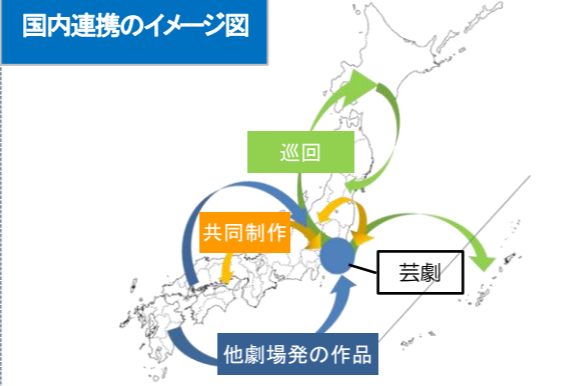 国内連携のイメージ図
巡回
共同制作
芸劇
他劇場発の作品